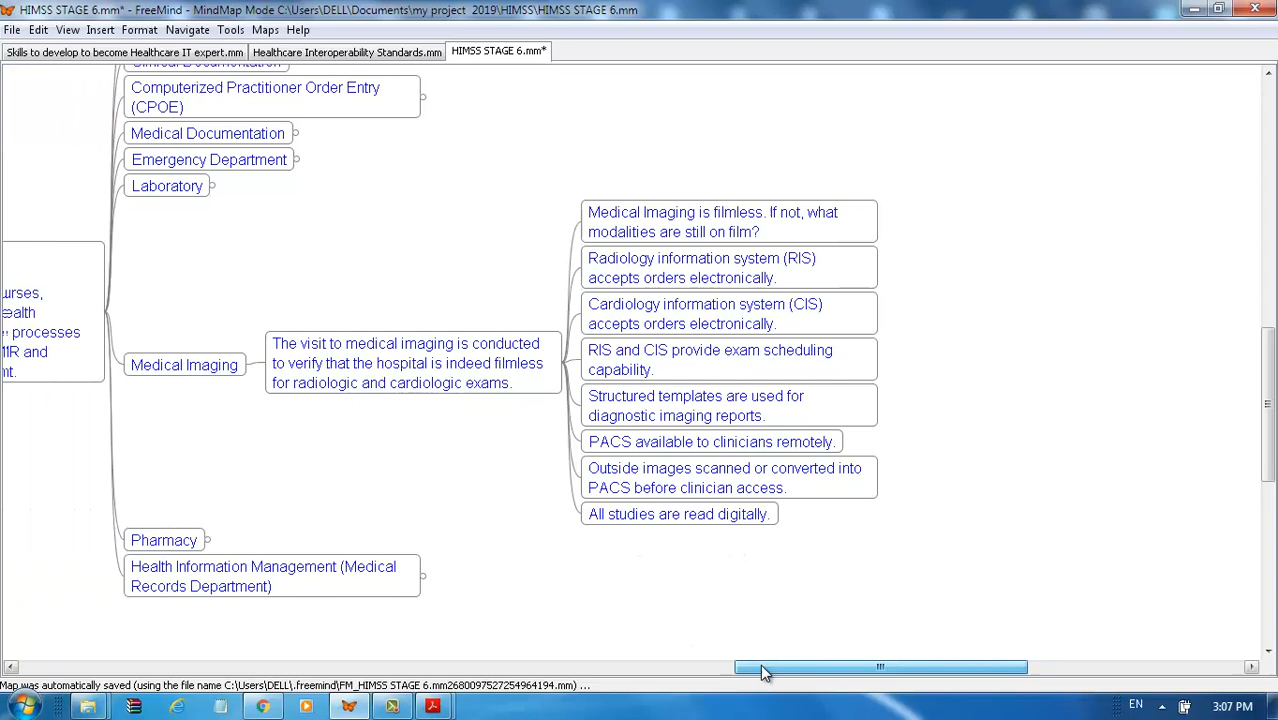 HIMSS STAGE 6.mm* - FreeMind - MindMap Mode C:\Users\DELL\Documents\my project 2019\HIMSS\HIMSS STAGE 6.mm
File Edit View Insert Format Navigate Tools Maps Help
Skills to develop to become Healthcare IT expert.mm Healthcare Interoperability Standards.mm HIMSS STAGE 6.mm*
Clinical Documentation
Computerized Practitioner Order Entry
(CPOE)
Medical Documentation
Emergency Department
Laboratory
urses,
ealth
processes
MR and
nt.
Medical Imaging
The visit to medical imaging is conducted
to verify that the hospital is indeed filmless
for radiologic and cardiologic exams.
Medical Imaging is filmless. If not, what
modalities are still on film?
Radiology information system (RIS)
accepts orders electronically.
Cardiology information system (CIS)
accepts orders electronically.
RIS and CIS provide exam scheduling
capability.
Structured templates are used for
diagnostic imaging reports.
PACS available to clinicians remotely.
Outside images scanned or converted into
PACS before clinician access.
All studies are read digitally.
Pharmacy
Health Information Management (Medical
Records Department)
Map was automatically saved (using the file name C:\Users\DELL\.freemind\FM_HIMSS STAGE 6.mm2680097527254964194.mm) ...
EN 3:07 PM